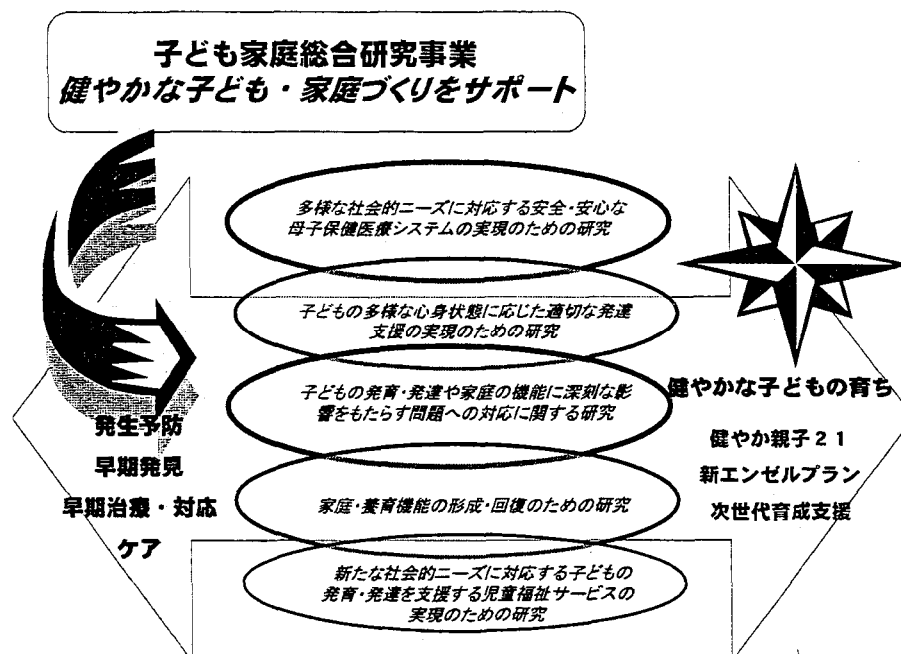 子ども家庭総合研究事業
健やかな子ども・家庭づくりをサポート
多様な社会的ニーズに対応する安全・安心な
母子保健医療システムの実現のための研究
子どもの多様な心身状態に応じた適切な発達
支援の実現のための研究
子どもの発育・発達や家庭の機能に深刻な影
響をもたらす問題への対応に関する研究
家庭・養育機能の形成・回復のための研究
新たな社会的ニーズに対応する子どもの
発育・発達を支援する児童福祉サービスの
実現のための研究
発生予防
早期発見
早期治療・対応
ケア
健やかな子どもの育ち
健やか親子21
新エンゼルプラン
次世代育成支援